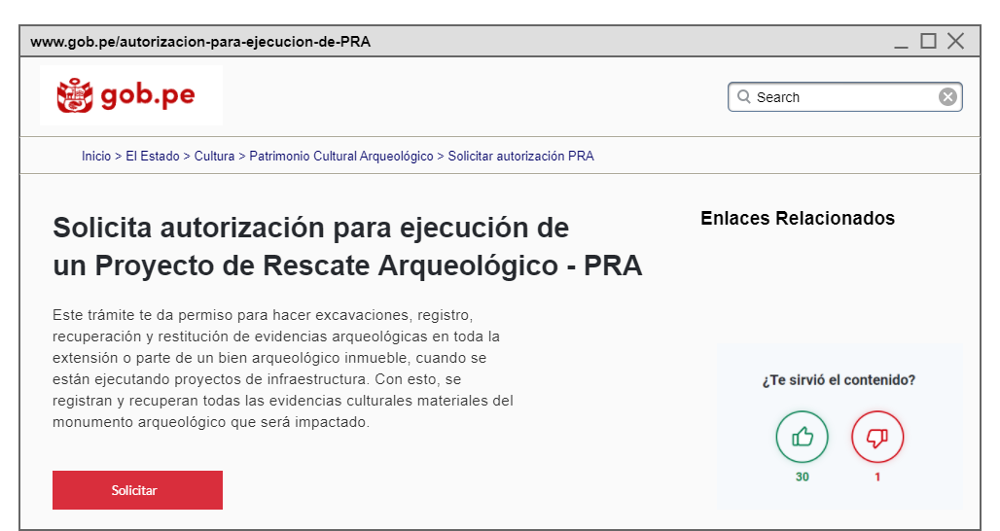 www.gob.pe/autorizacion-para-ejecucion-de-PRA
gob.pe
Search
Inicio > El Estado > Cultura > Patrimonio Cultural Arqueológico > Solicitar autorización PRA
Solicita autorización para ejecución de
un Proyecto de Rescate Arqueológico - PRA
Este trámite te da permiso para hacer excavaciones, registro,
recuperación y restitución de evidencias arqueológicas en toda la
extensión o parte de un bien arqueológico inmueble, cuando se
están ejecutando proyectos de infraestructura. Con esto, se
registran y recuperan todas las evidencias culturales materiales del
monumento arqueológico que será impactado.
Solicitar
Enlaces Relacionados
¿Te sirvió el contenido?
30
1